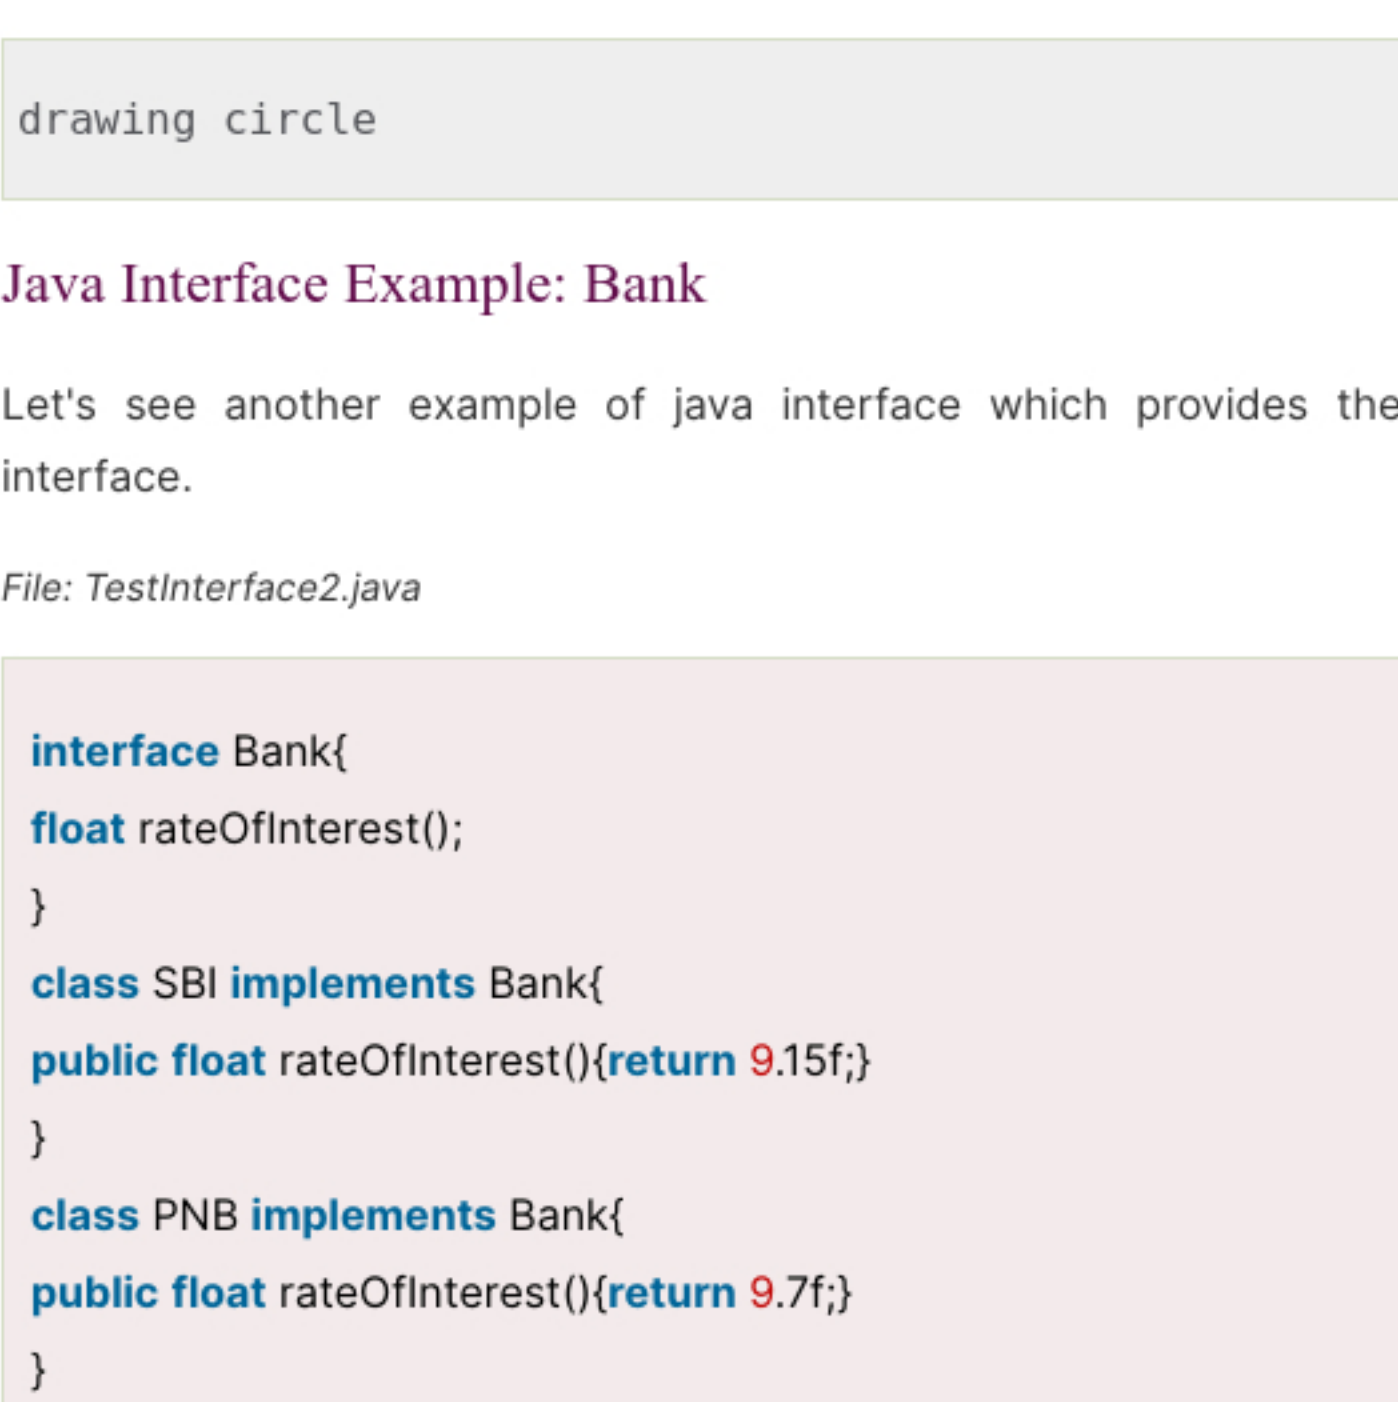 drawing circle
Java Interface Example: Bank
Let's see another example of java interface which provides the
interface.
File: TestInterface2.java
interface Bank{
float rateOfInterest();
}
class SBI implements Bank{
public float rateOfInterest(){return 9.15f;}
}
class PNB implements Bank{
public float rateOfInterest(){return 9.7f;}
}